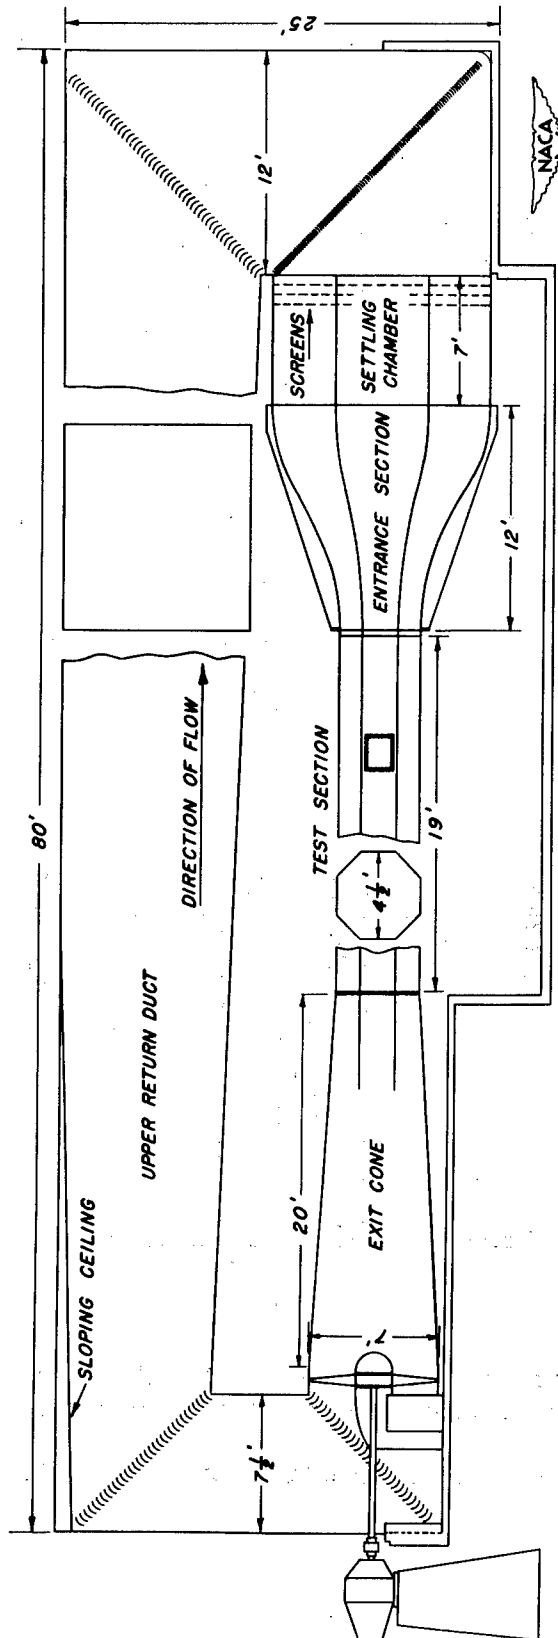 80'
25'
SLOPING CEILING
UPPER RETURN DUCT
DIRECTION OF FLOW
12'
7½'
20'
7'
EXIT CONE
4½'
TEST SECTION
19'
ENTRANCE SECTION
12'
SCREENS
SETTLING
CHAMBER
7'
NACA